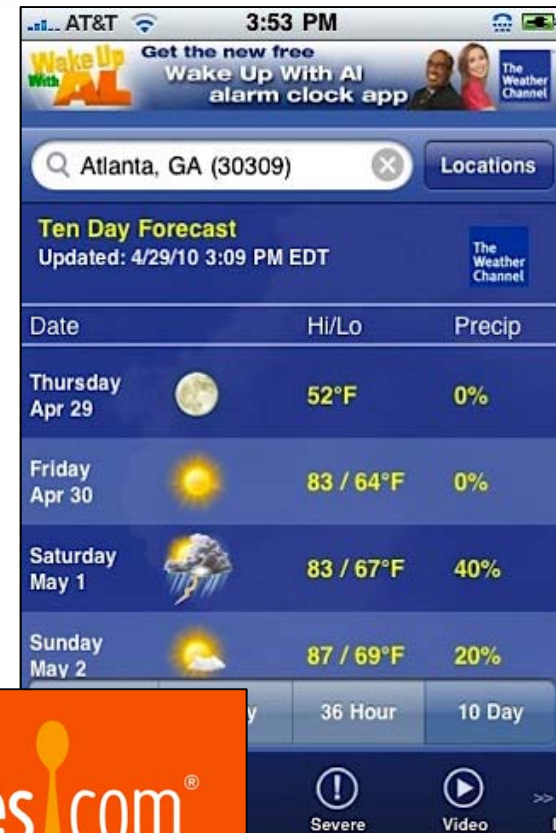 AT&T 3:53 PM
Wake Up With AL
Get the new free
Wake Up With Al
alarm clock app
The Weather Channel
Atlanta, GA (30309)
Locations
Ten Day Forecast
Updated: 4/29/10 3:09 PM EDT
The Weather Channel
Date Hi/Lo Precip
Thursday
Apr 29
52°F 0%
Friday
Apr 30
83 / 64°F 0%
Saturday
May 1
83 / 67°F 40%
Sunday
May 2
87 / 69°F 20%
36 Hour 10 Day
com®
Severe Video >>